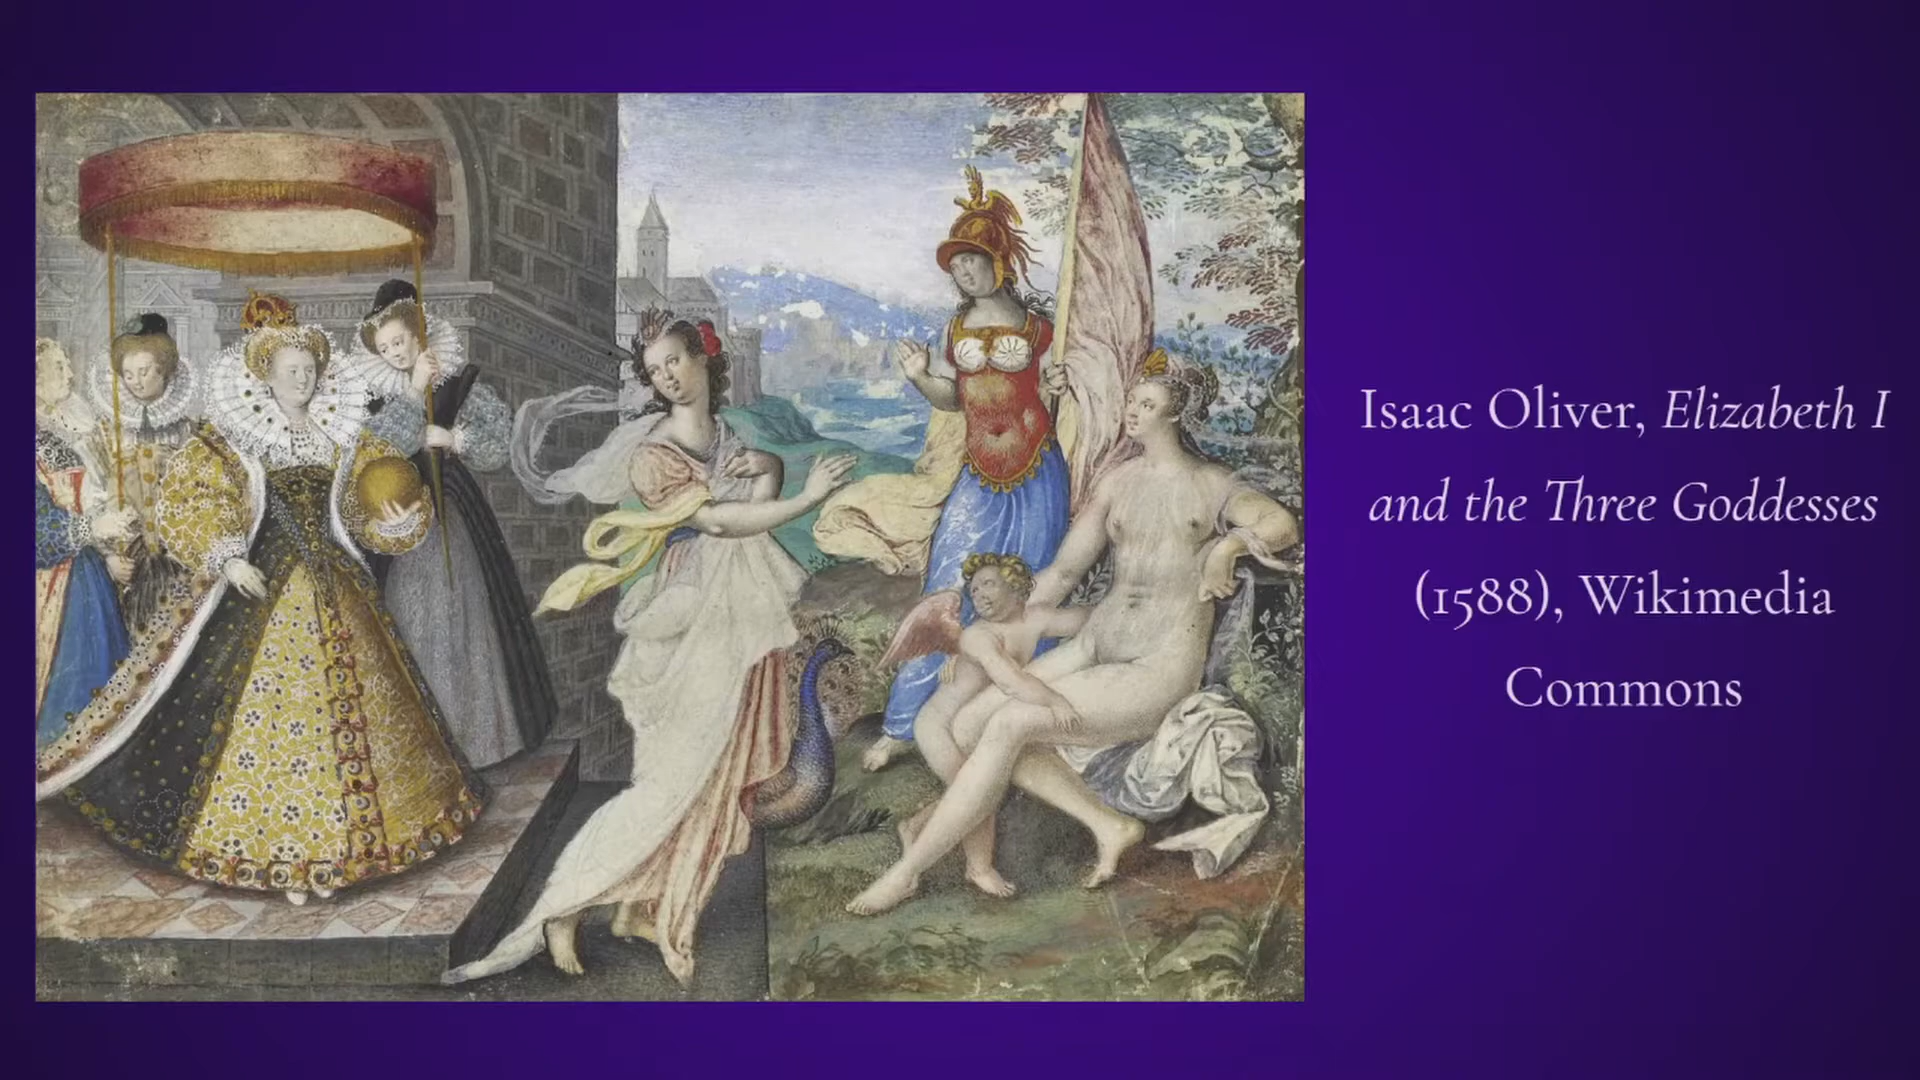 Isaac Oliver, Elizabeth I
and the Three Goddesses
(1588), Wikimedia
Commons